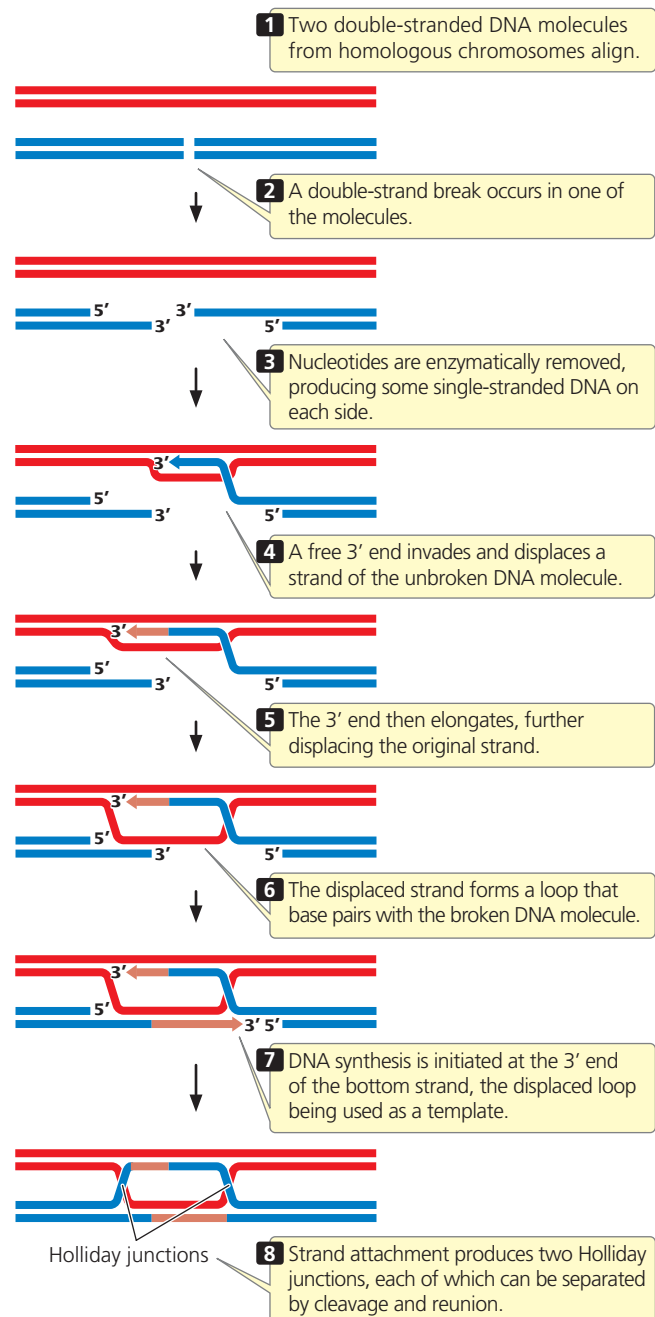 1 Two double-stranded DNA molecules
from homologous chromosomes align.
2 A double-strand break occurs in one of
the molecules.
5′ 3′
3′ 5′
3 Nucleotides are enzymatically removed,
producing some single-stranded DNA on
each side.
3′
5′
3′ 5′
4 A free 3′ end invades and displaces a
strand of the unbroken DNA molecule.
3′
5′
3′ 5′
5 The 3′ end then elongates, further
displacing the original strand.
3′
5′
3′ 5′
6 The displaced strand forms a loop that
base pairs with the broken DNA molecule.
3′
5′
3′ 5′
7 DNA synthesis is initiated at the 3′ end
of the bottom strand, the displaced loop
being used as a template.
Holliday junctions
8 Strand attachment produces two Holliday
junctions, each of which can be separated
by cleavage and reunion.